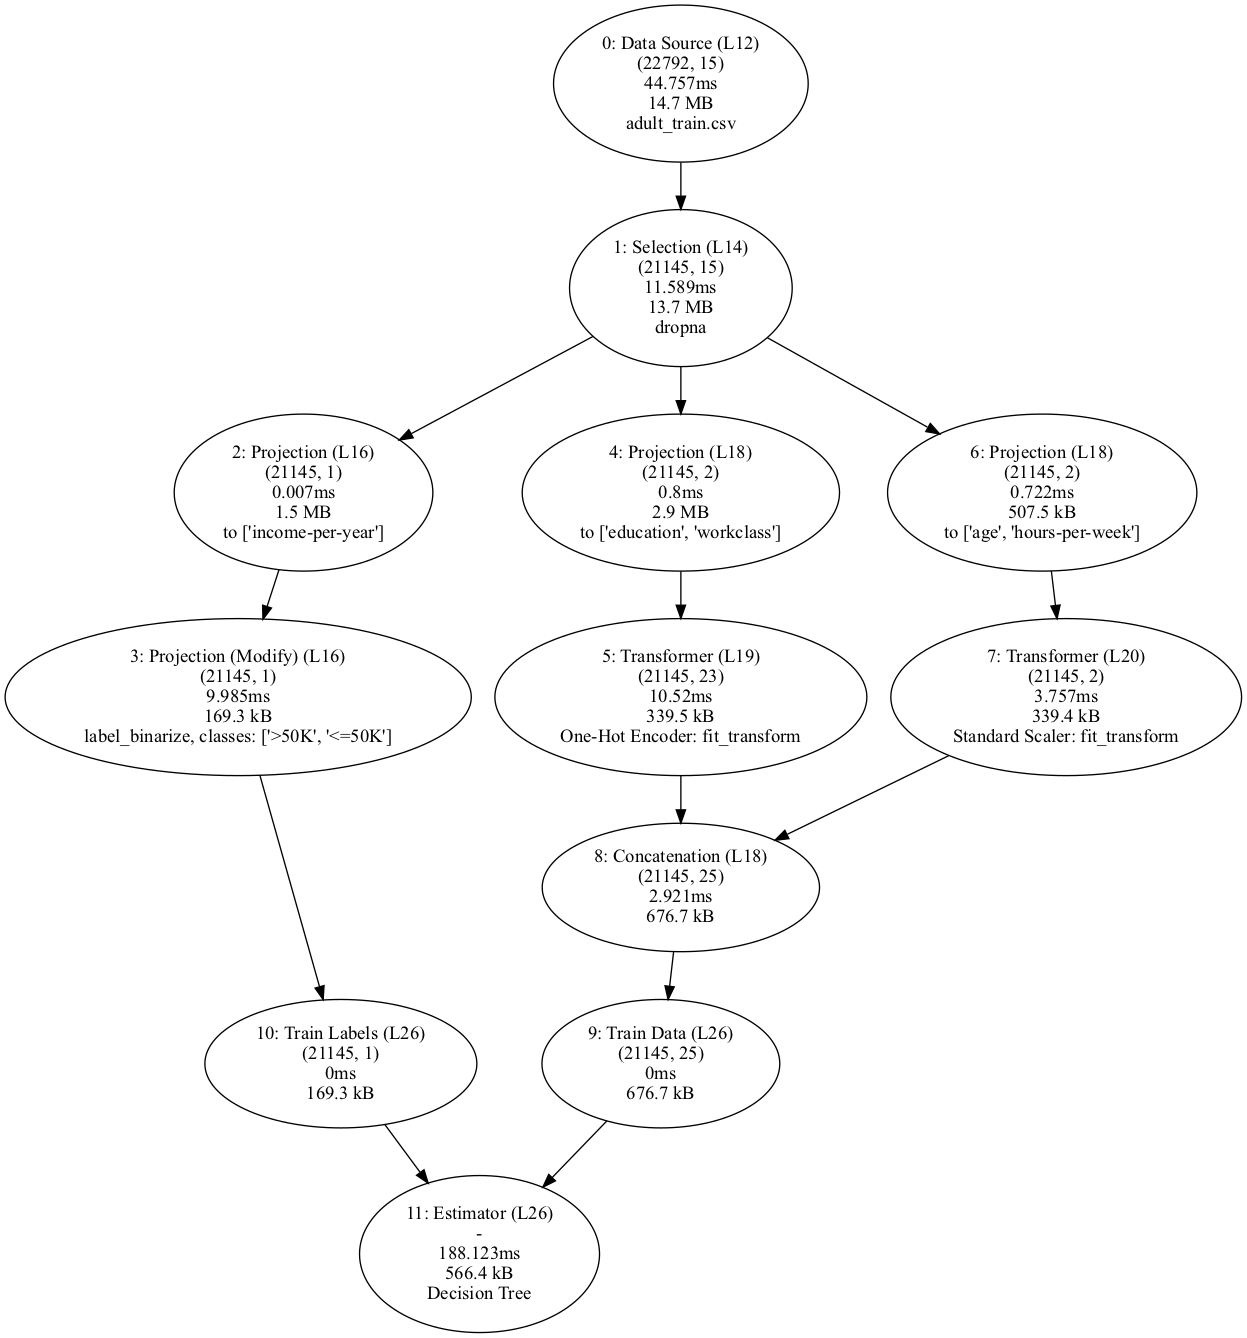 0: Data Source (L12)
(22792, 15)
44.757ms
14.7 MB
adult_train.csv
1: Selection (L14)
(21145, 15)
11.589ms
13.7 MB
dropna
2: Projection (L16)
(21145, 1)
0.007ms
1.5 MB
to ['income-per-year']
4: Projection (L18)
(21145, 2)
0.8ms
2.9 MB
to ['education', 'workclass']
6: Projection (L18)
(21145, 2)
0.722ms
507.5 kB
to ['age', 'hours-per-week']
3: Projection (Modify) (L16)
(21145, 1)
9.985ms
169.3 kB
label_binarize, classes: ['>50K', '<=50K']
5: Transformer (L19)
(21145, 23)
10.52ms
339.5 kB
One-Hot Encoder: fit_transform
7: Transformer (L20)
(21145, 2)
3.757ms
339.4 kB
Standard Scaler: fit_transform
8: Concatenation (L18)
(21145, 25)
2.921ms
676.7 kB
10: Train Labels (L26)
(21145, 1)
0ms
169.3 kB
9: Train Data (L26)
(21145, 25)
0ms
676.7 kB
11: Estimator (L26)
-
188.123ms
566.4 kB
Decision Tree